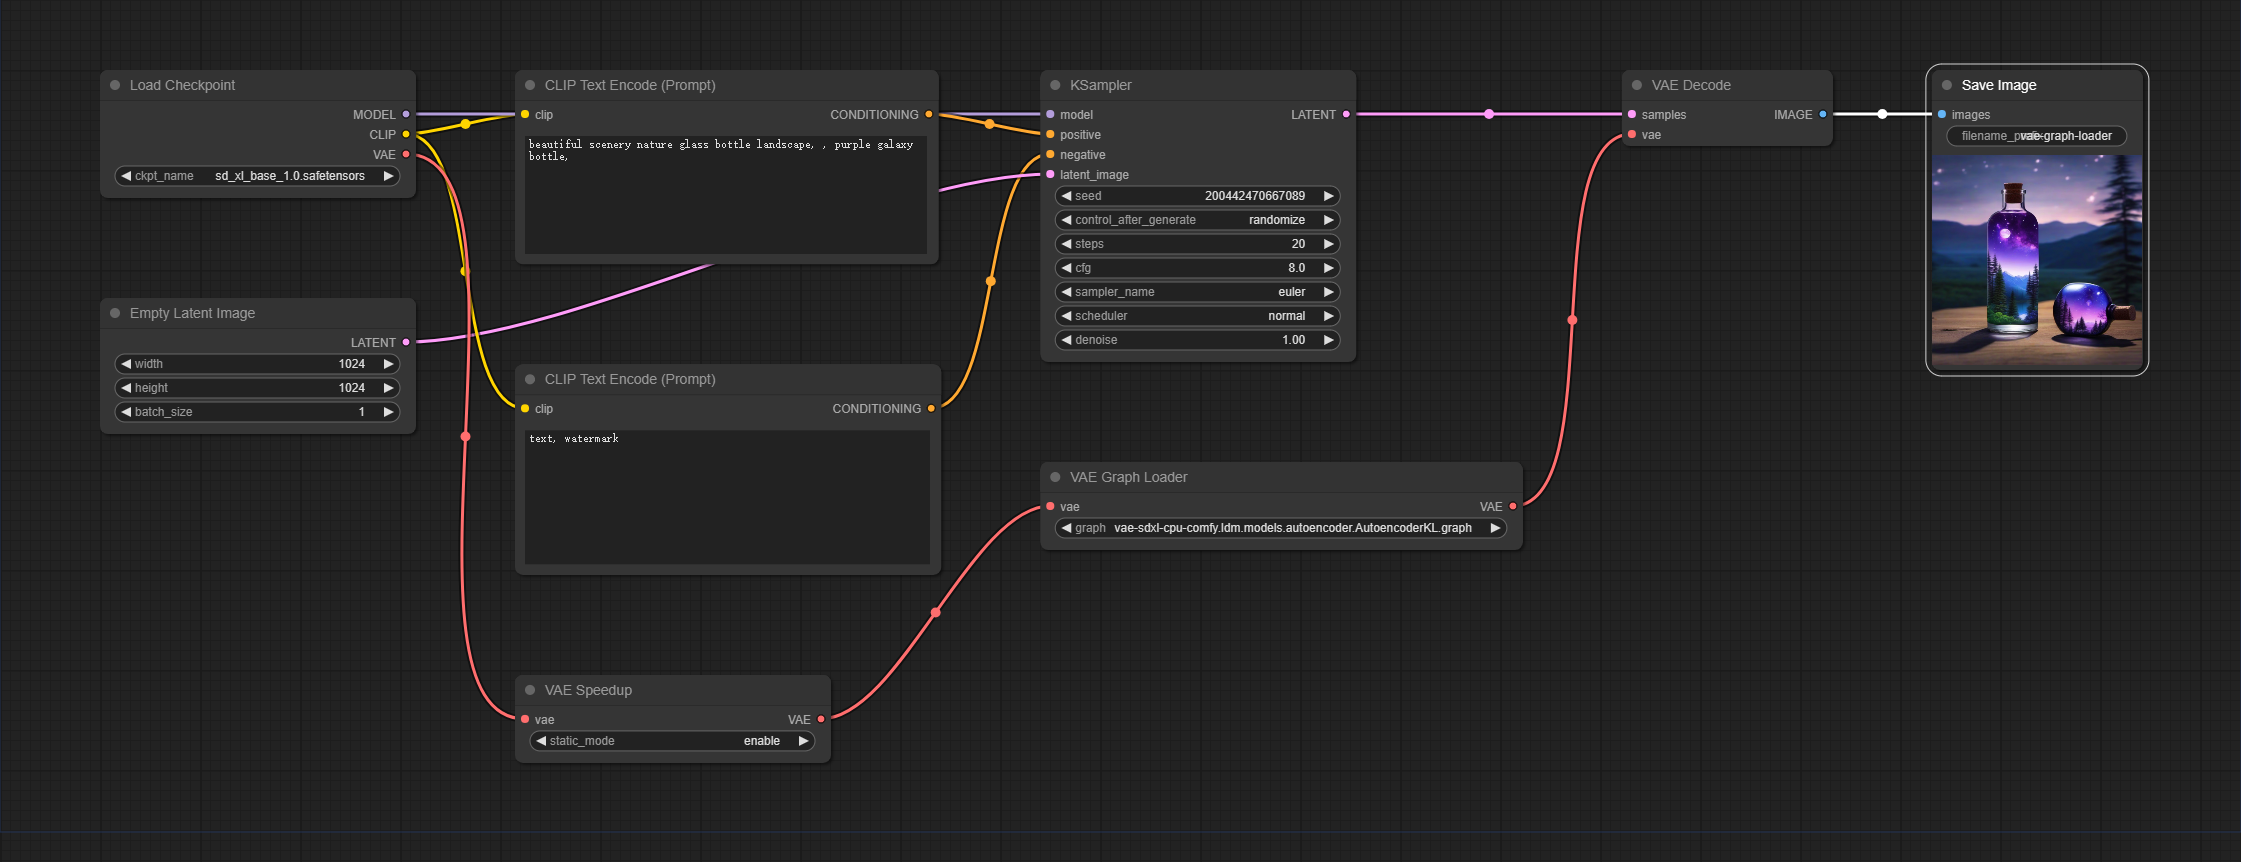 Load Checkpoint
MODEL
CLIP
VAE
ckpt_name sd_xl_base_1.0.safetensors
Empty Latent Image
LATENT
width 1024
height 1024
batch_size 1
CLIP Text Encode (Prompt)
clip CONDITIONING
beautiful scenery nature glass bottle landscape, , purple galaxy
bottle,
CLIP Text Encode (Prompt)
clip CONDITIONING
text, watermark
VAE Speedup
vae VAE
static_mode enable
KSampler
model LATENT
positive
negative
latent_image
seed 200442470667089
control_after_generate randomize
steps 20
cfg 8.0
sampler_name euler
scheduler normal
denoise 1.00
VAE Graph Loader
vae VAE
graph vae-sdxl-cpu-comfy.ldm.models.autoencoder.AutoencoderKL.graph
VAE Decode
samples IMAGE
vae
Save Image
images
vae-graph-loader